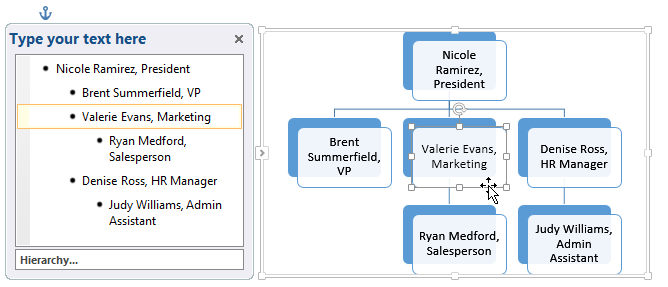 Type your text here
Nicole Ramirez, President
Brent Summerfield, VP
Valerie Evans, Marketing
Ryan Medford,
Salesperson
Denise Ross, HR Manager
Judy Williams, Admin
Assistant
Hierarchy...
Nicole
Ramirez,
President
Brent
Summerfield,
VP
Valerie Evans,
Marketing
Denise Ross,
HR Manager
Ryan Medford,
Salesperson
Judy Williams,
Admin
Assistant